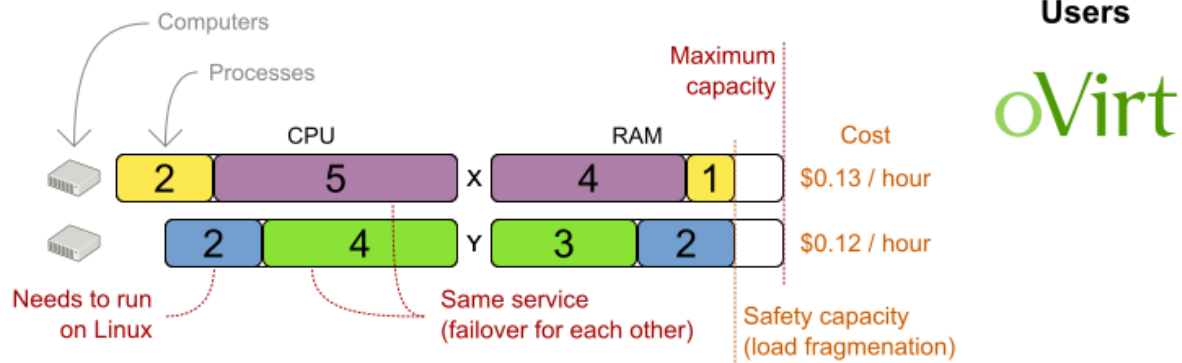 Users
Computers
Processes
Maximum
capacity
oVirt
CPU
RAM
Cost
2 5 X 4 1 $0.13 / hour
2 4 Y 3 2 $0.12 / hour
Needs to run
on Linux
Same service
(failover for each other)
Safety capacity
(load fragmenation)